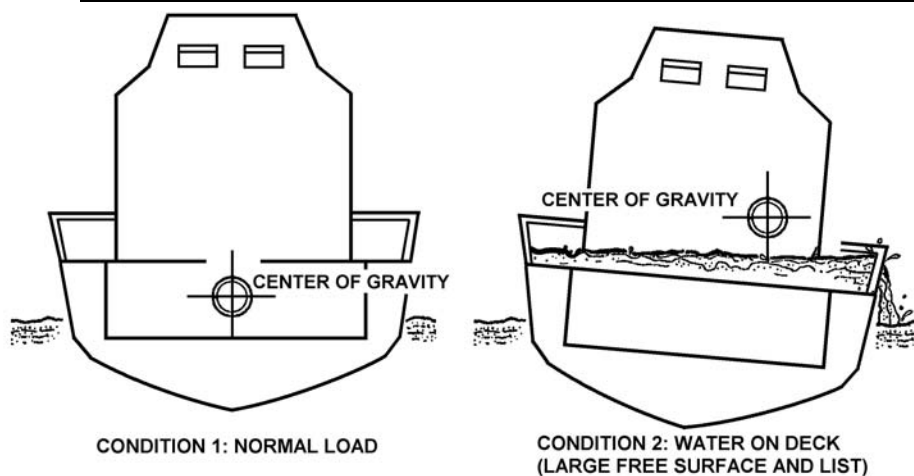 CENTER OF GRAVITY
CENTER OF GRAVITY
CONDITION 1: NORMAL LOAD
CONDITION 2: WATER ON DECK
(LARGE FREE SURFACE AND LIST)